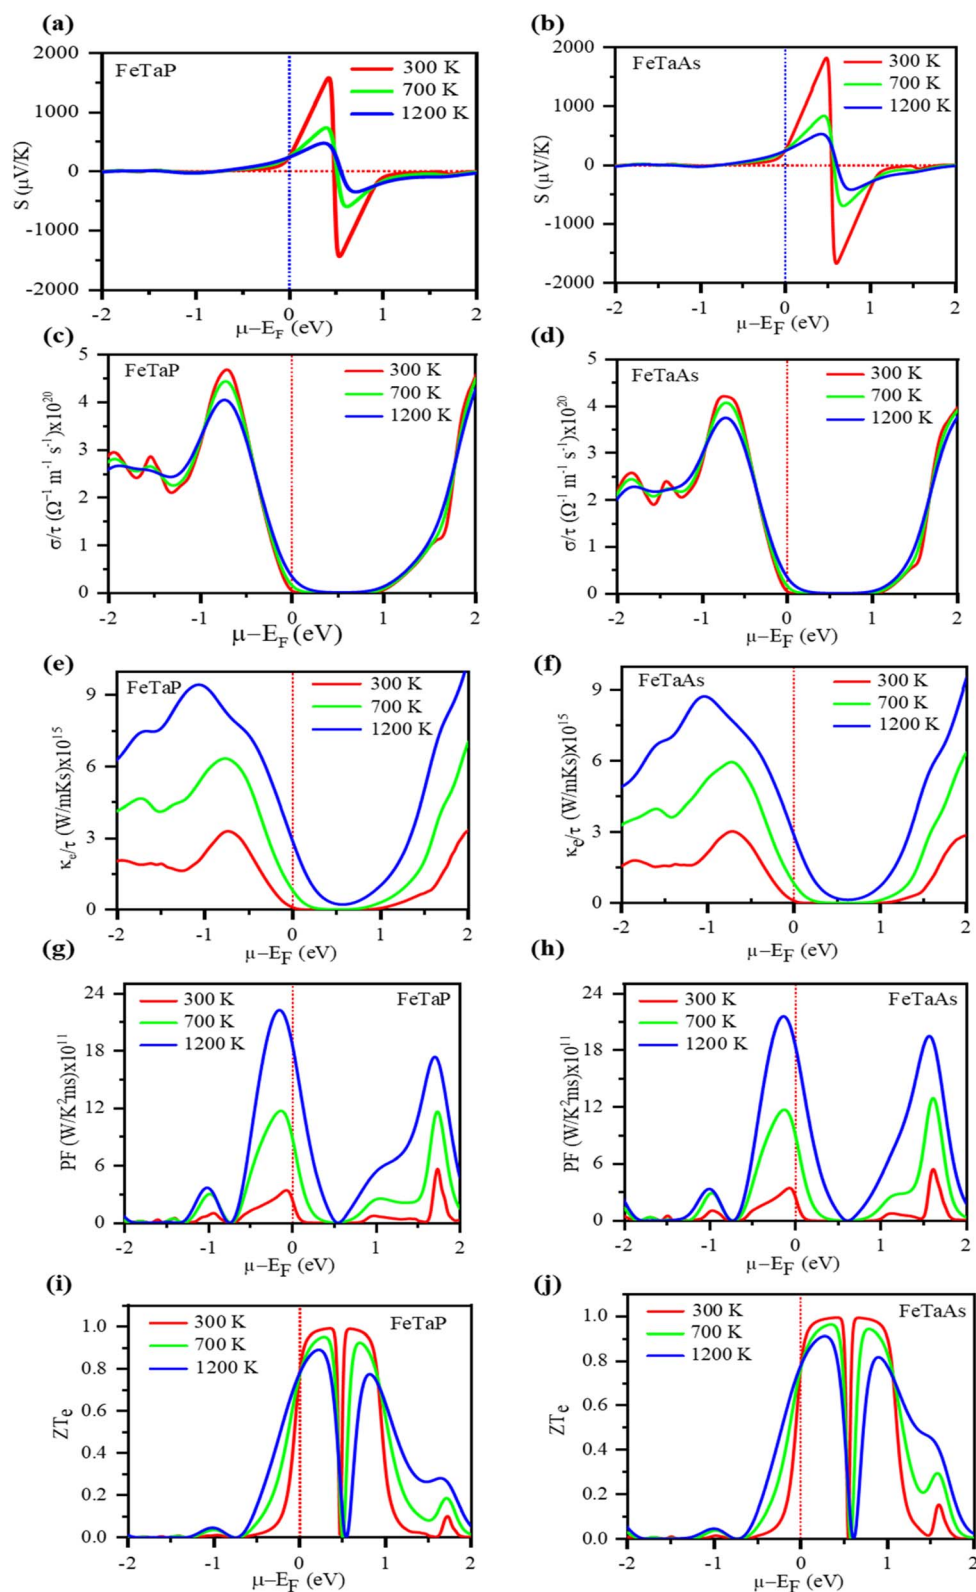 (a)
FeTaP
300 K
700 K
1200 K
S (μV/K)
2000
1000
0
-1000
-2000
-2 -1 0 1 2
μ−E_F (eV)
(b)
FeTaAs
300 K
700 K
1200 K
S (μV/K)
2000
1000
0
-1000
-2000
-2 -1 0 1 2
μ−E_F (eV)
(c)
FeTaP
300 K
700 K
1200 K
σ/τ (Ω⁻¹ m⁻¹ s⁻¹)x10²⁰
5
4
3
2
1
0
-2 -1 0 1 2
μ−E_F (eV)
(d)
FeTaAs
300 K
700 K
1200 K
σ/τ (Ω⁻¹ m⁻¹ s⁻¹)x10²⁰
5
4
3
2
1
0
-2 -1 0 1 2
μ−E_F (eV)
(e)
FeTaP
300 K
700 K
1200 K
κ_e/τ (W/mKs)x10¹⁵
9
6
3
0
-2 -1 0 1 2
μ−E_F (eV)
(f)
FeTaAs
300 K
700 K
1200 K
κ_e/τ (W/mKs)x10¹⁵
9
6
3
0
-2 -1 0 1 2
μ−E_F (eV)
(g)
300 K
700 K
1200 K
FeTaP
PF (W/K²ms)x10¹¹
24
18
12
6
0
-2 -1 0 1 2
μ−E_F (eV)
(h)
300 K
700 K
1200 K
FeTaAs
PF (W/K²ms)x10¹¹
24
18
12
6
0
-2 -1 0 1 2
μ−E_F (eV)
(i)
300 K
700 K
1200 K
FeTaP
ZT_e
1.0
0.8
0.6
0.4
0.2
0.0
-2 -1 0 1 2
μ−E_F (eV)
(j)
300 K
700 K
1200 K
FeTaAs
ZT_e
1.0
0.8
0.6
0.4
0.2
0.0
-2 -1 0 1 2
μ−E_F (eV)